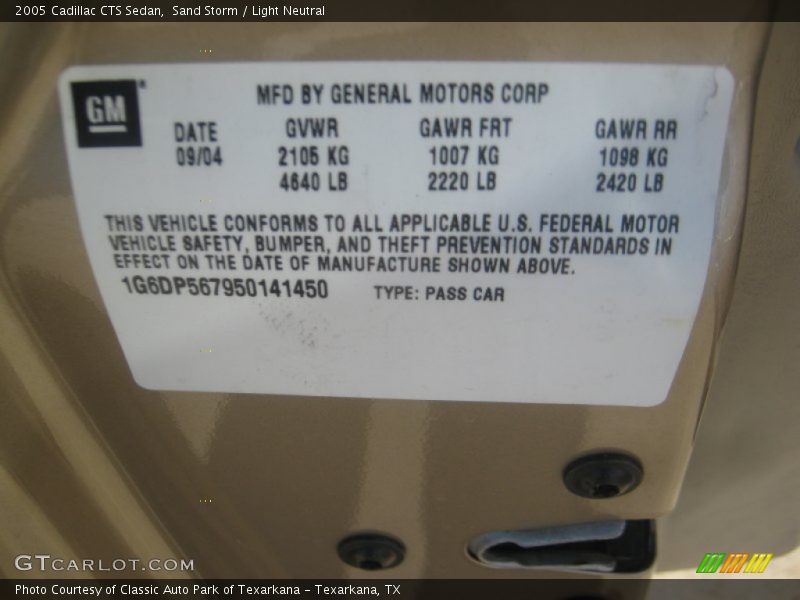 2005 Cadillac CTS Sedan, Sand Storm / Light Neutral
GM
MFD BY GENERAL MOTORS CORP
DATE GVWR GAWR FRT GAWR RR
09/04 2105 KG 1007 KG 1098 KG
4640 LB 2220 LB 2420 LB
THIS VEHICLE CONFORMS TO ALL APPLICABLE U.S. FEDERAL MOTOR
VEHICLE SAFETY, BUMPER, AND THEFT PREVENTION STANDARDS IN
EFFECT ON THE DATE OF MANUFACTURE SHOWN ABOVE.
1G6DP567950141450 TYPE: PASS CAR
GTCARLOT.COM
Photo Courtesy of Classic Auto Park of Texarkana - Texarkana, TX